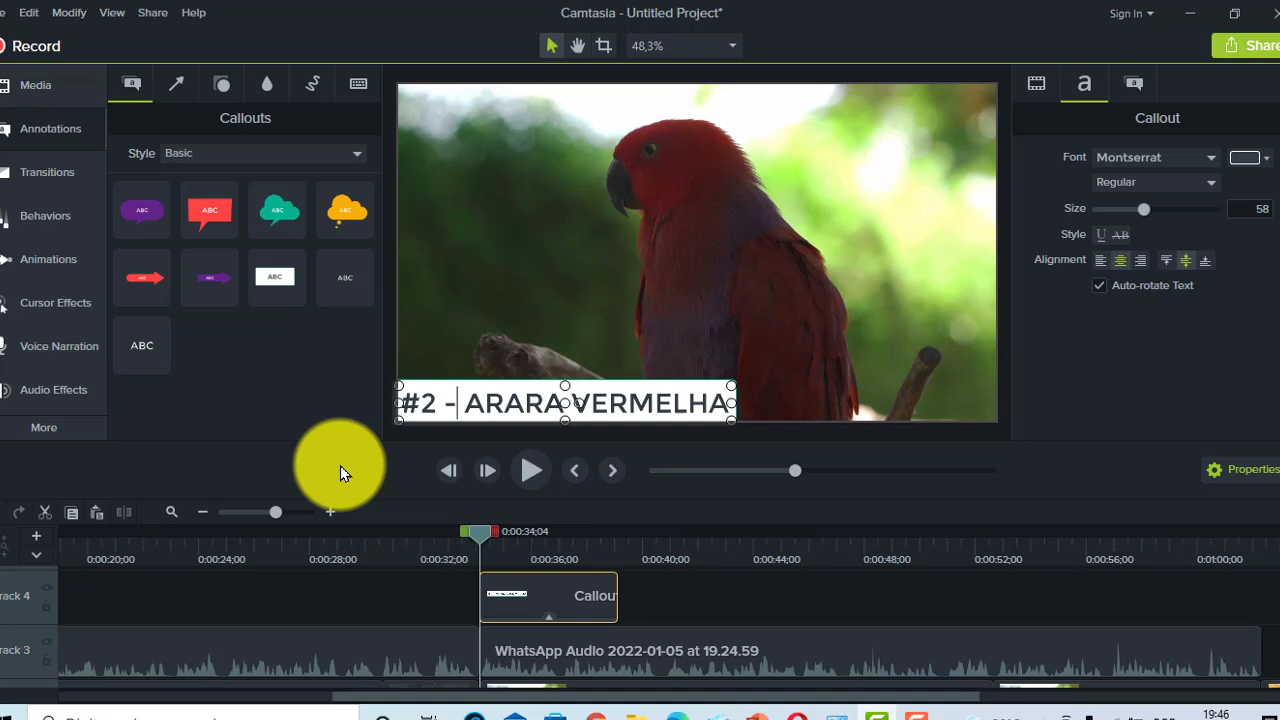 Edit Modify View Share Help
Camtasia - Untitled Project*
Sign In
Record
48,3%
Share
Media
Annotations
Transitions
Behaviors
Animations
Cursor Effects
Voice Narration
Audio Effects
More
Callouts
Style Basic
ABC ABC ABC ABC
ABC ABC ABC ABC
ABC
#2 - ARARA VERMELHA
Callout
Font Montserrat
Regular
Size 58
Style U AB
Alignment
Auto-rotate Text
Properties
0:00:34;04
0:00:20;00 0:00:24;00 0:00:28;00 0:00:32;00 0:00:36;00 0:00:40;00 0:00:44;00 0:00:48;00 0:00:52;00 0:00:56;00 0:01:00;00
rack 4
Callou
rack 3
WhatsApp Audio 2022-01-05 at 19.24.59
19:46